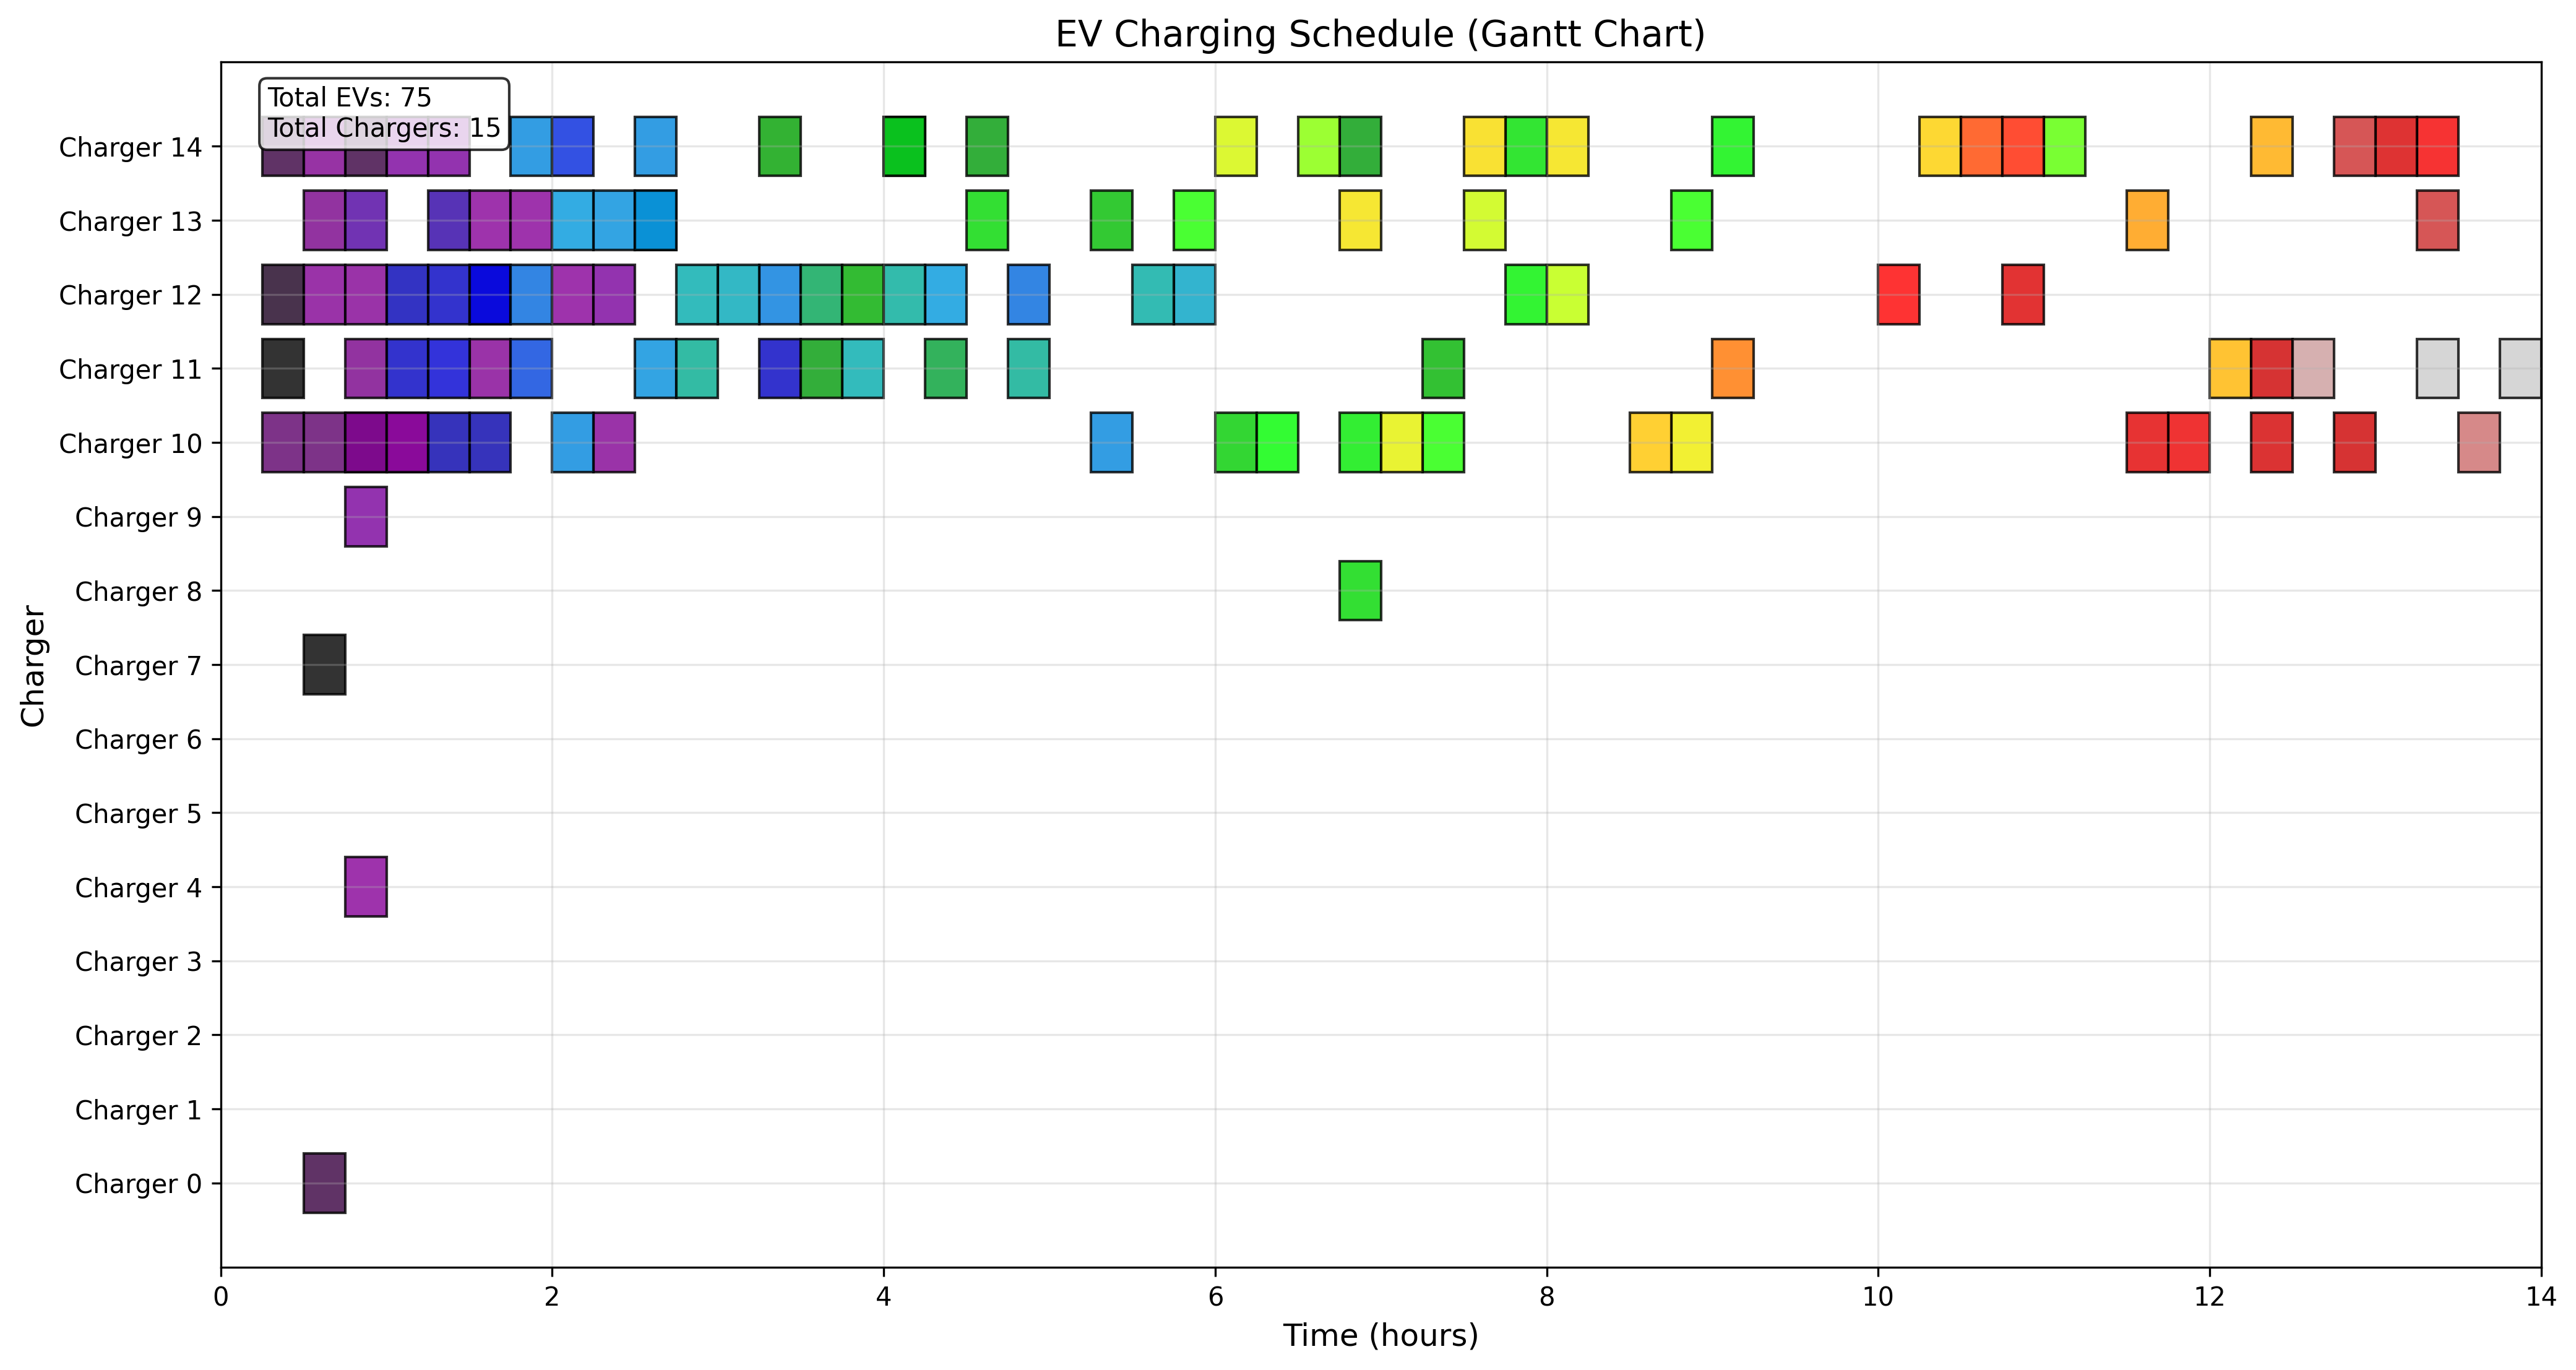 EV Charging Schedule (Gantt Chart)
Total EVs: 75
Total Chargers: 15
Charger 14
Charger 13
Charger 12
Charger 11
Charger 10
Charger 9
Charger 8
Charger 7
Charger 6
Charger 5
Charger 4
Charger 3
Charger 2
Charger 1
Charger 0
Charger
0 2 4 6 8 10 12 14
Time (hours)